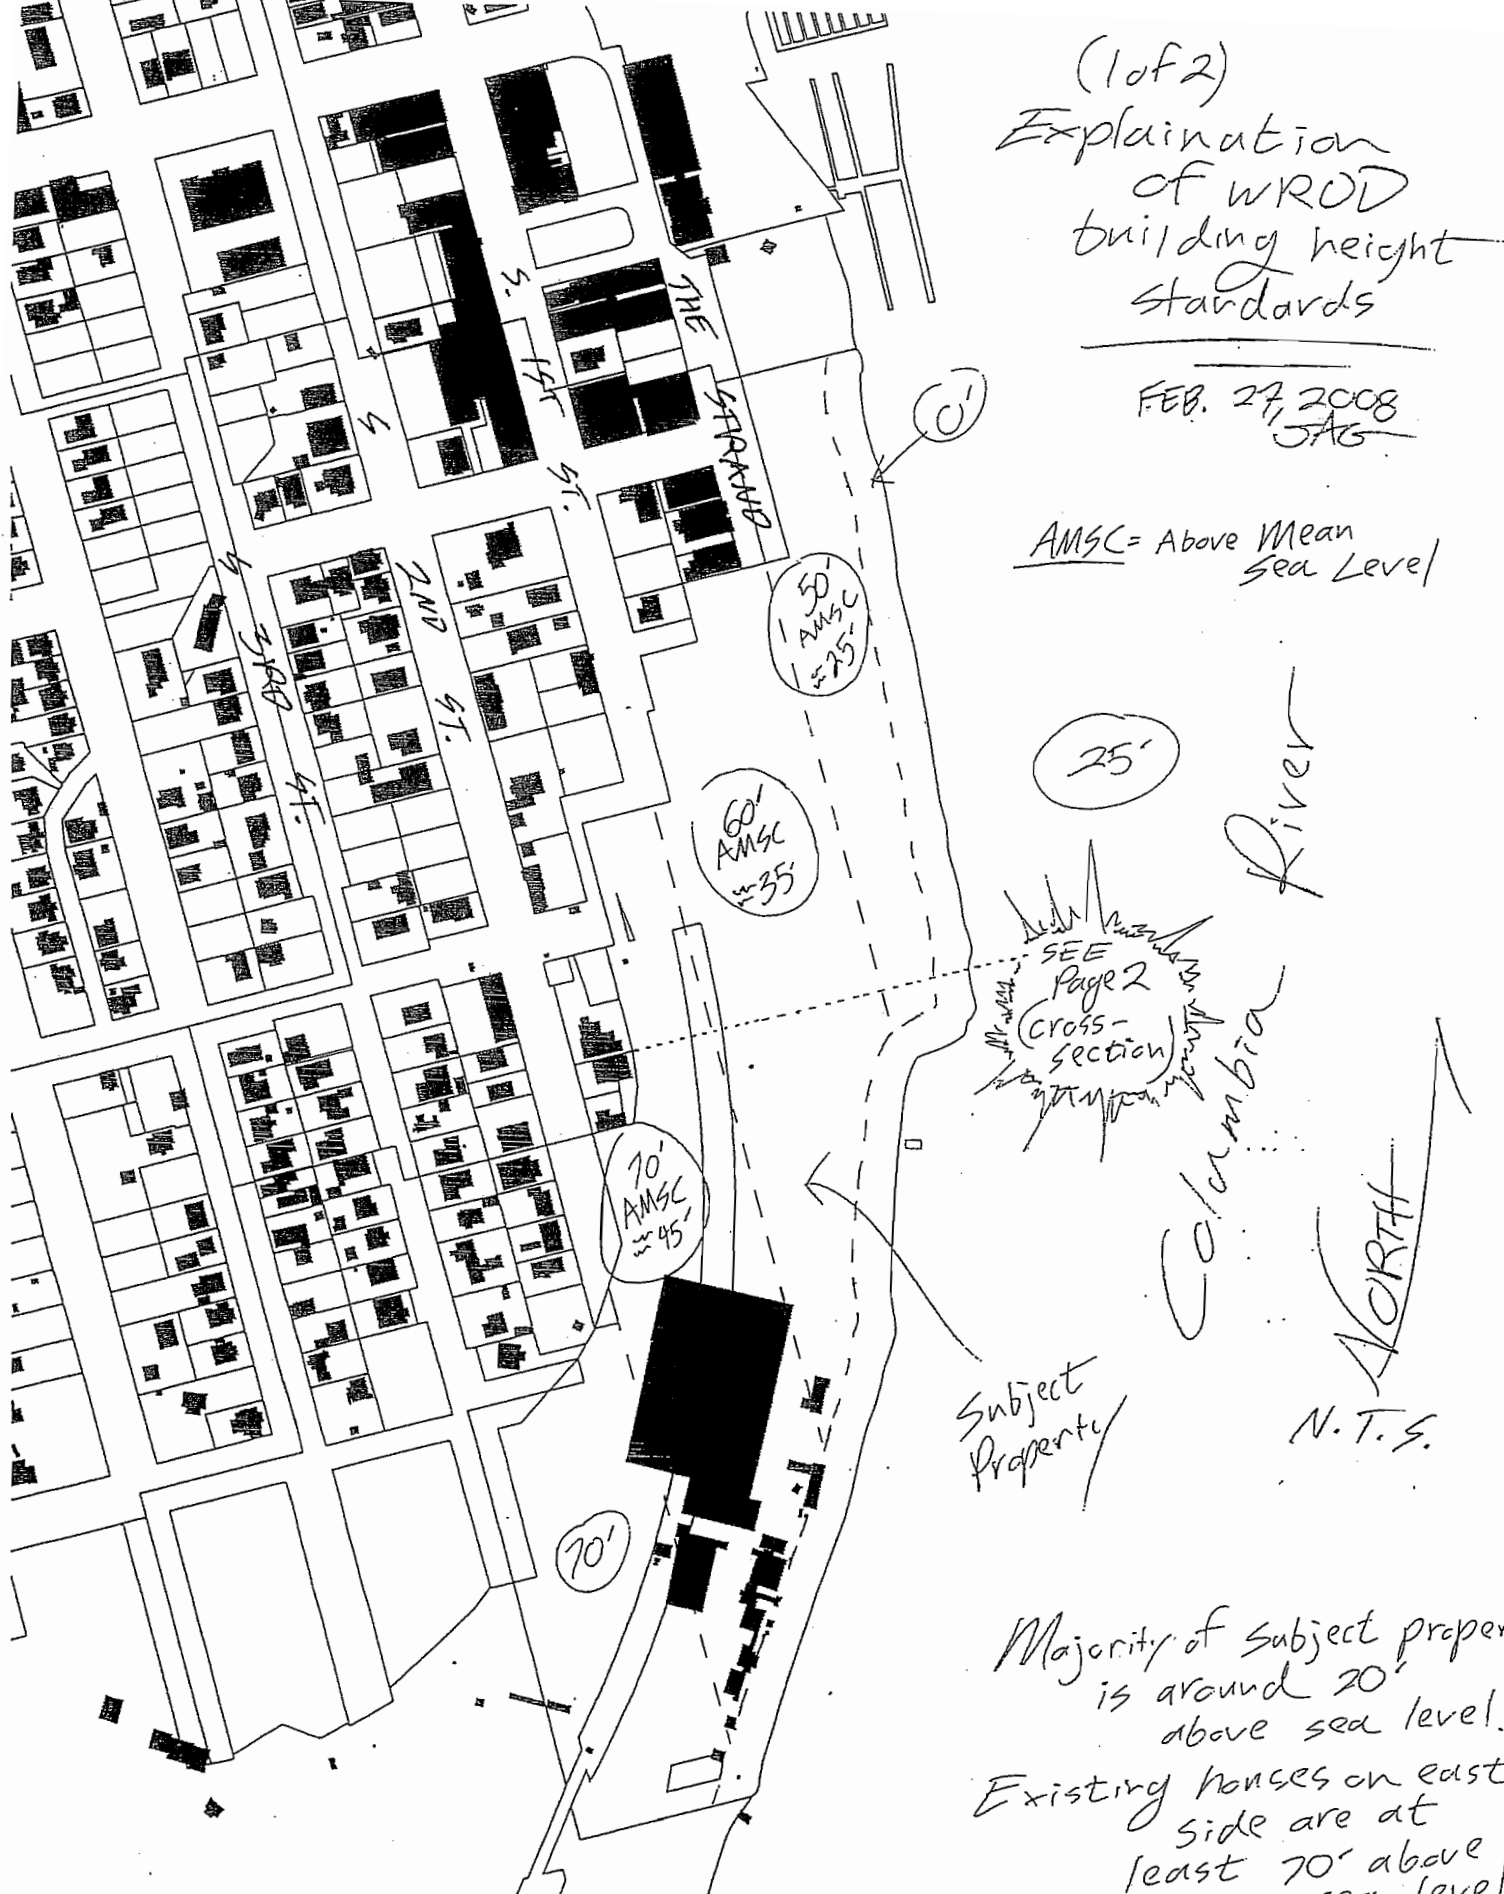 (1 of 2)
Explaination
of WROD
building height
standards
FEB. 27, 2008
JAG
AMSC = Above Mean
Sea Level
0'
S. 1ST ST.
THE STRAND
S 2ND ST.
S 3RD ST.
50'
AMSC
≈25'
25'
60'
AMSC
≈35'
SEE
Page 2
(cross-
section)
Columbia River
70'
AMSC
≈45'
NORTH
N.T.S.
Subject
Property
70'
Majority of subject proper
is around 20'
above sea level.
Existing houses on east
side are at
least 70' above
sea level